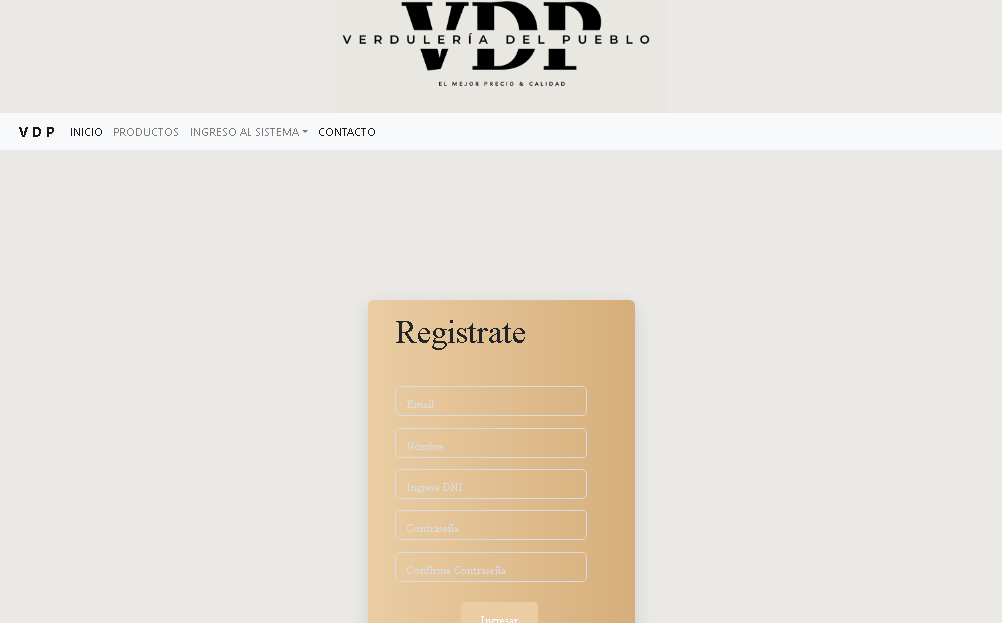 VDP
VERDULERÍA DEL PUEBLO
EL MEJOR PRECIO & CALIDAD
V D P INICIO PRODUCTOS INGRESO AL SISTEMA CONTACTO
Registrate
Email
Nombre
Ingrese DNI
Contraseña
Confirme Contraseña
Ingresar